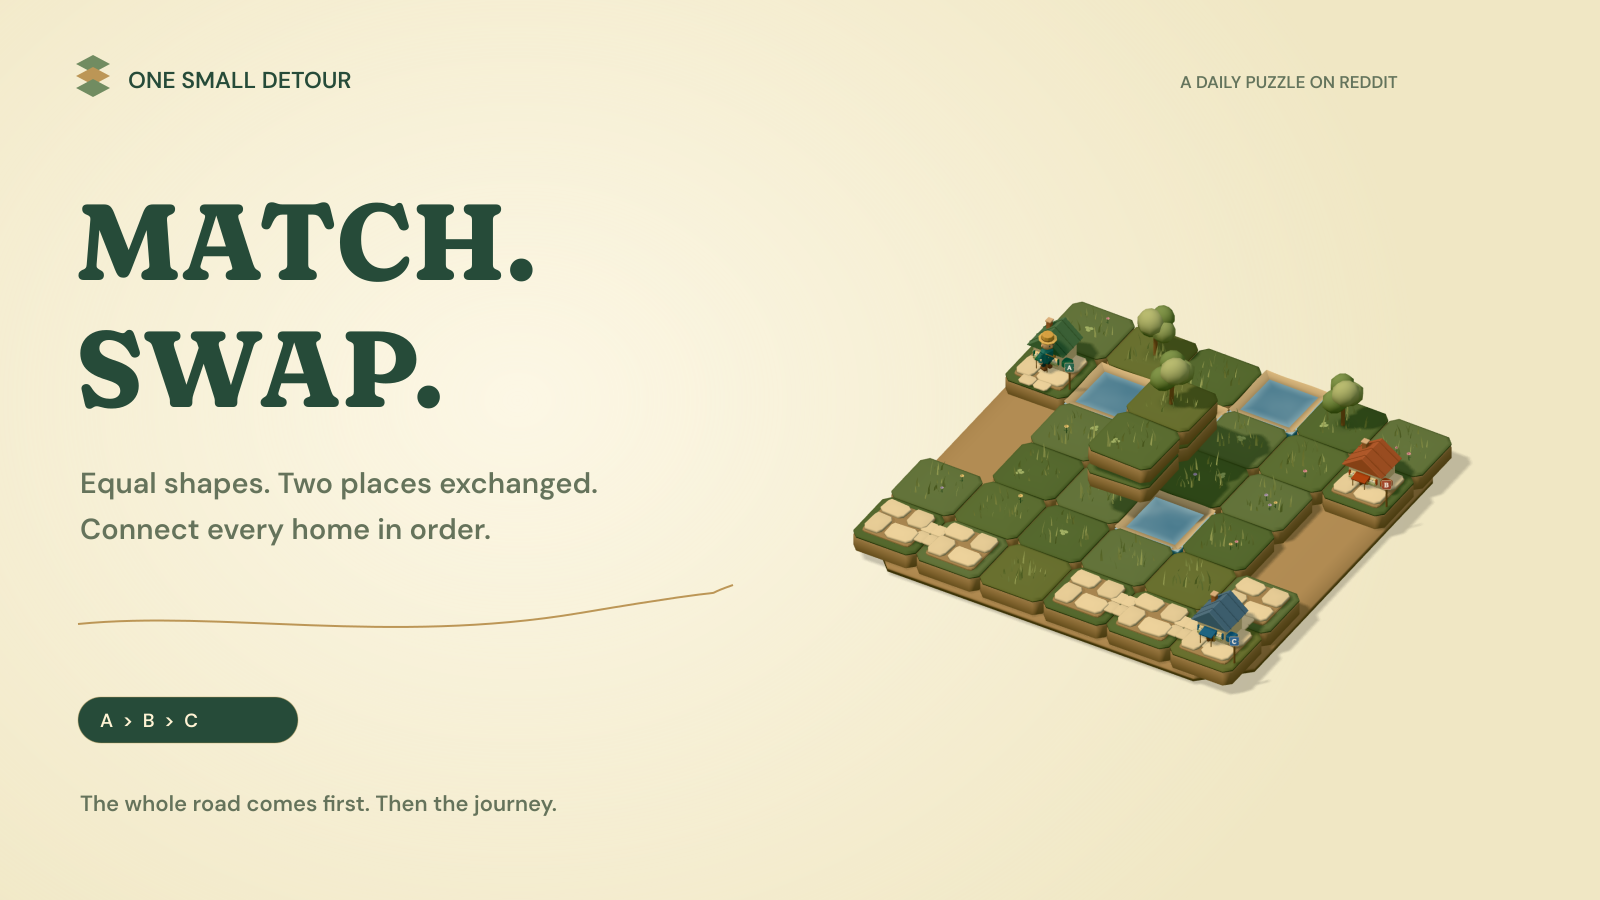 ONE SMALL DETOUR
A DAILY PUZZLE ON REDDIT
MATCH.
SWAP.
Equal shapes. Two places exchanged.
Connect every home in order.
A
B
C
A > B > C
The whole road comes first. Then the journey.